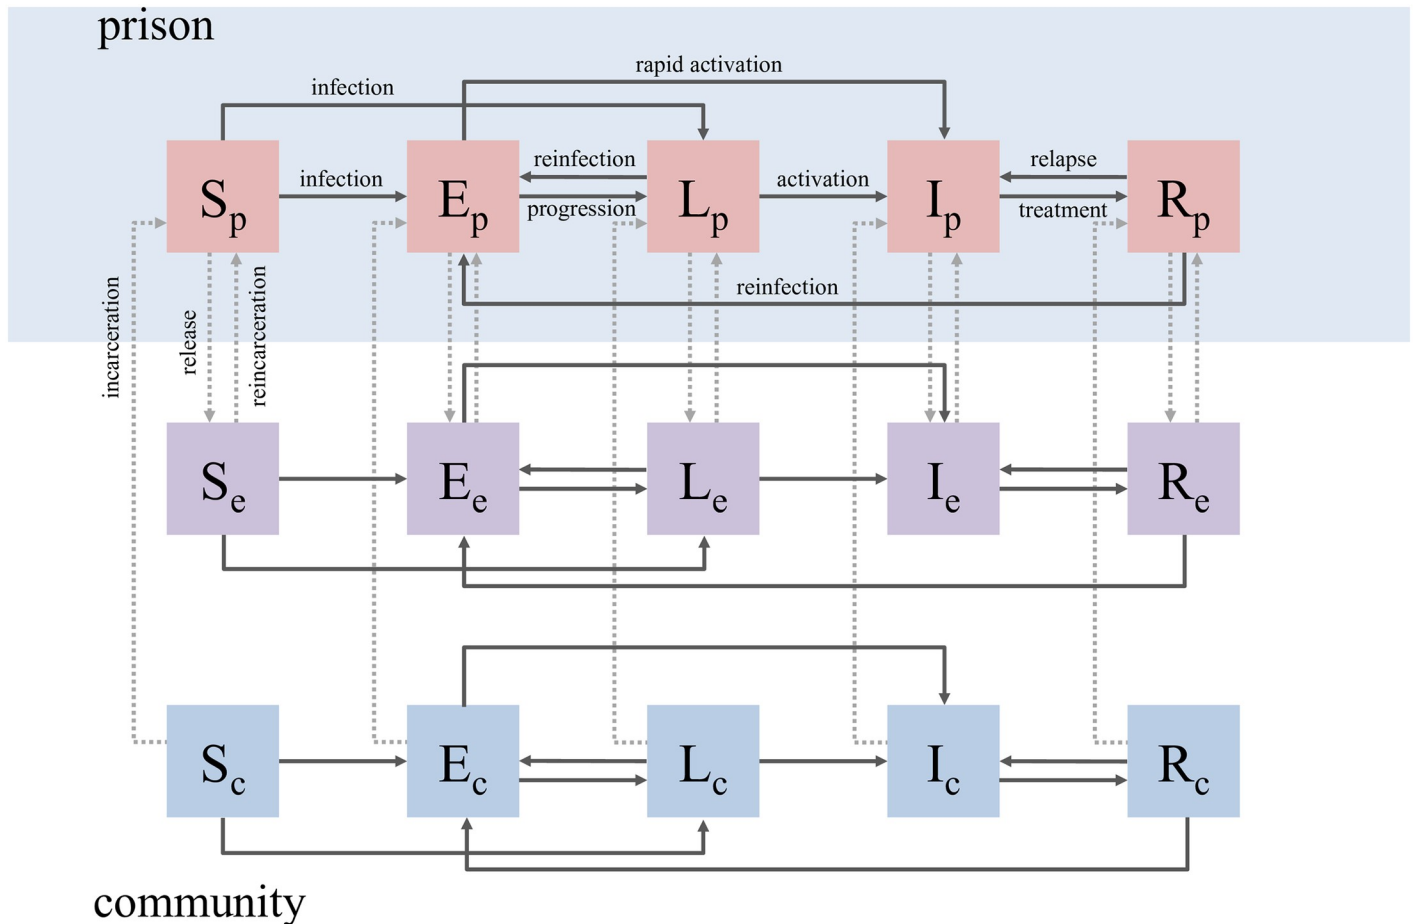 prison
rapid activation
infection
infection
reinfection
progression
activation
relapse
treatment
Sp
Ep
Lp
Ip
Rp
reinfection
incarceration
release
reincarceration
Se
Ee
Le
Ie
Re
Sc
Ec
Lc
Ic
Rc
community